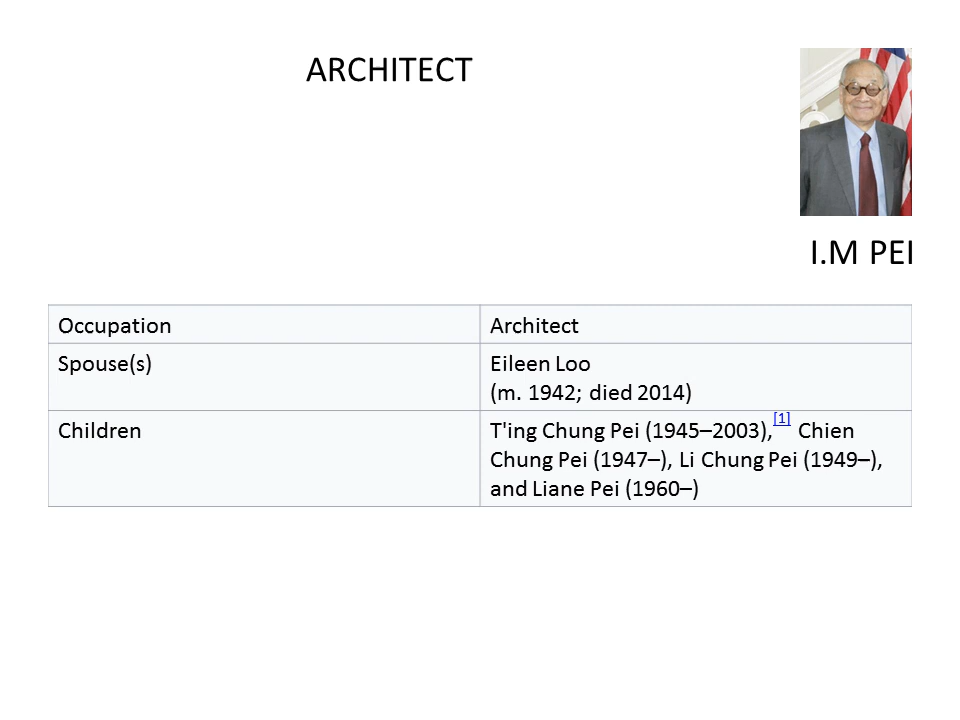 ARCHITECT
I.M PEI
Occupation
Architect
Spouse(s)
Eileen Loo
(m. 1942; died 2014)
Children
T'ing Chung Pei (1945–2003),[1] Chien
Chung Pei (1947–), Li Chung Pei (1949–),
and Liane Pei (1960–)